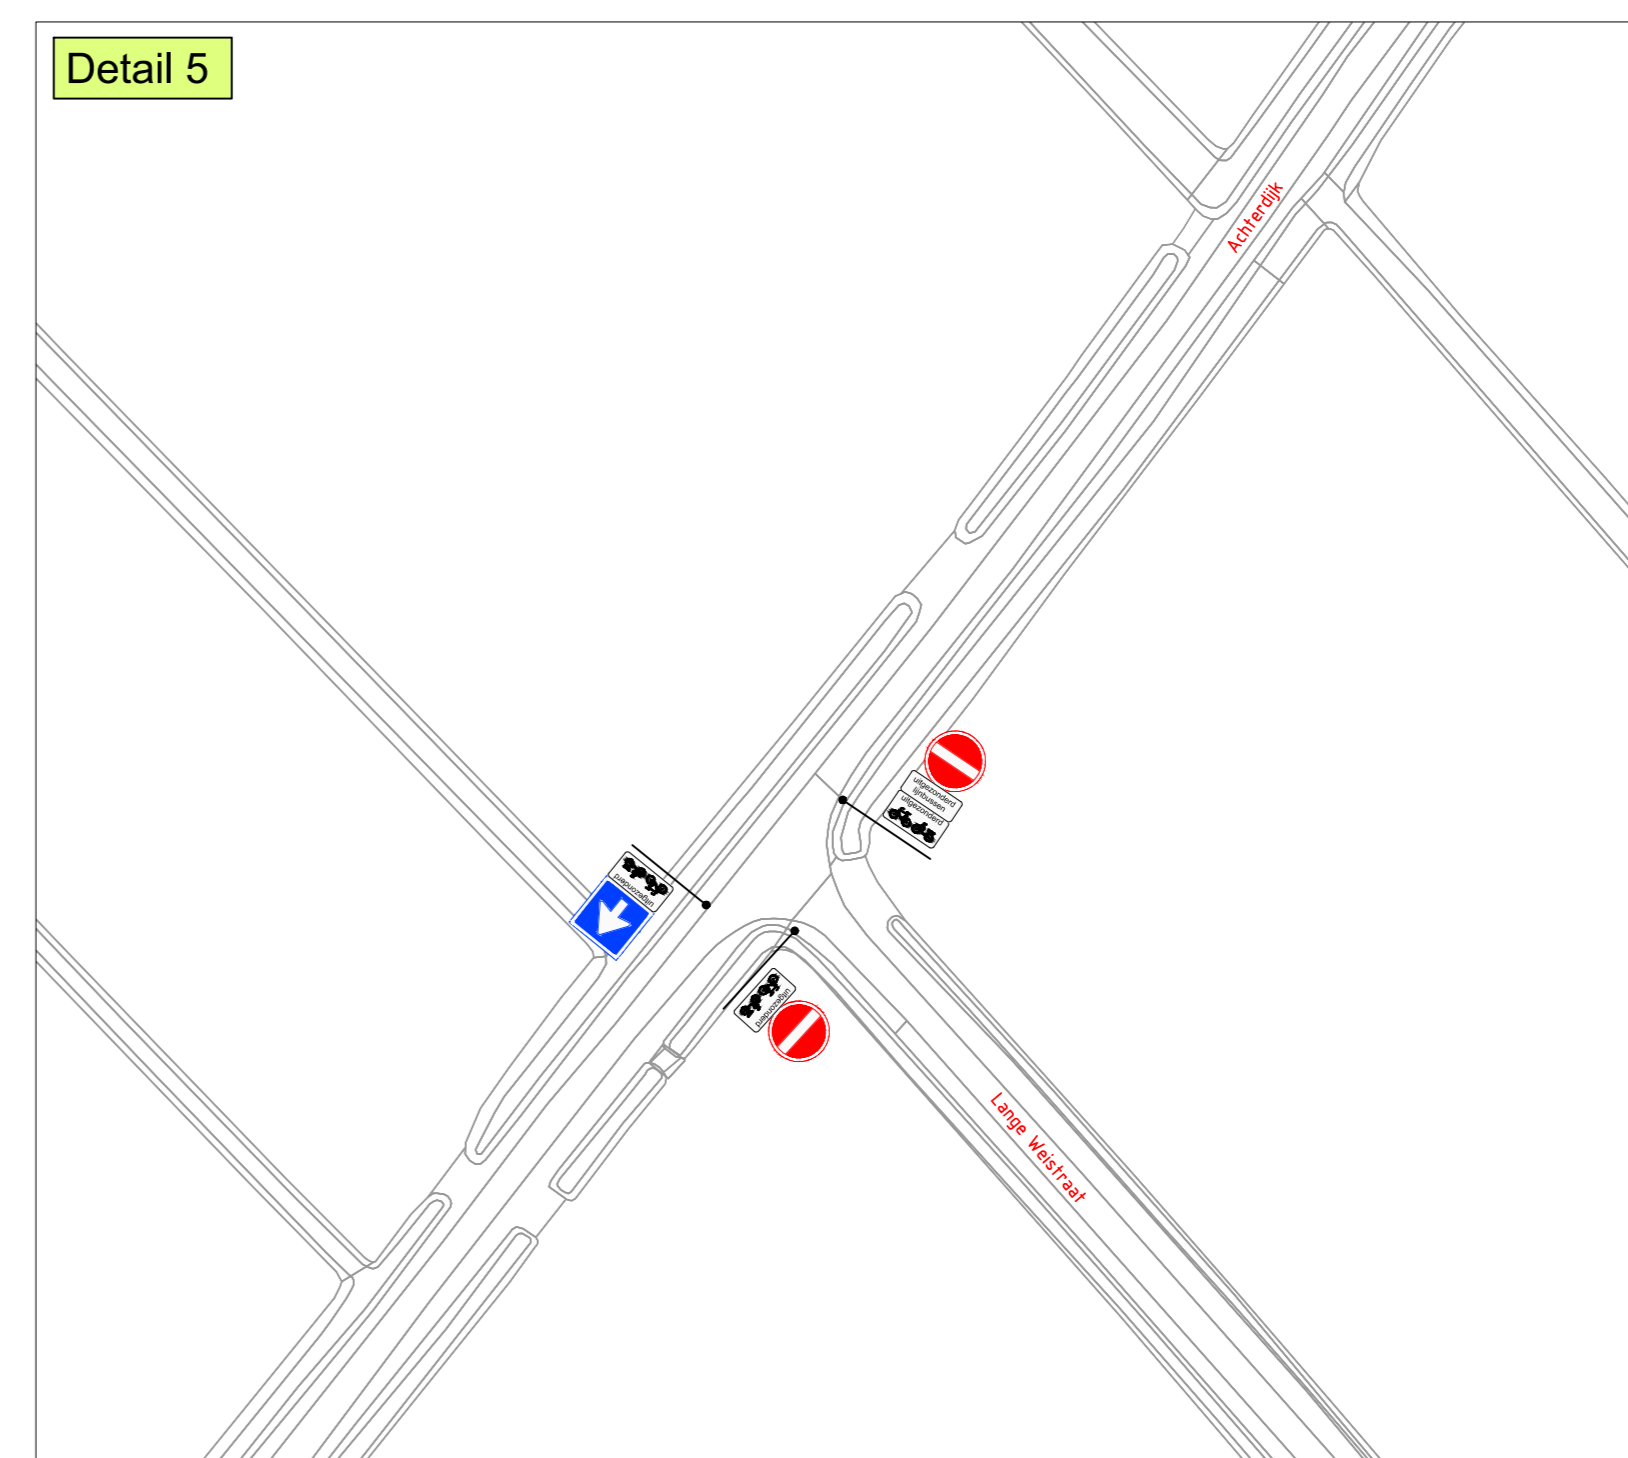 Detail 5
Achterdijk
uitgezonderd
lijnbussen
uitgezonderd
uitgezonderd
uitgezonderd
Lange Weistraat